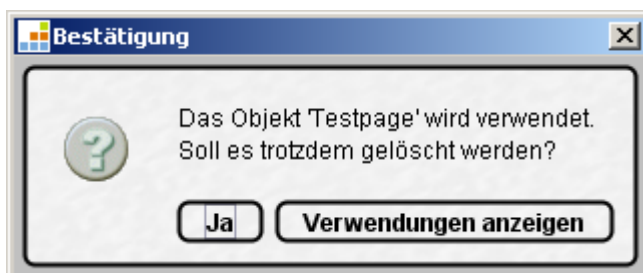 Bestätigung
Das Objekt 'Testpage' wird verwendet.
Soll es trotzdem gelöscht werden?
Ja
Verwendungen anzeigen